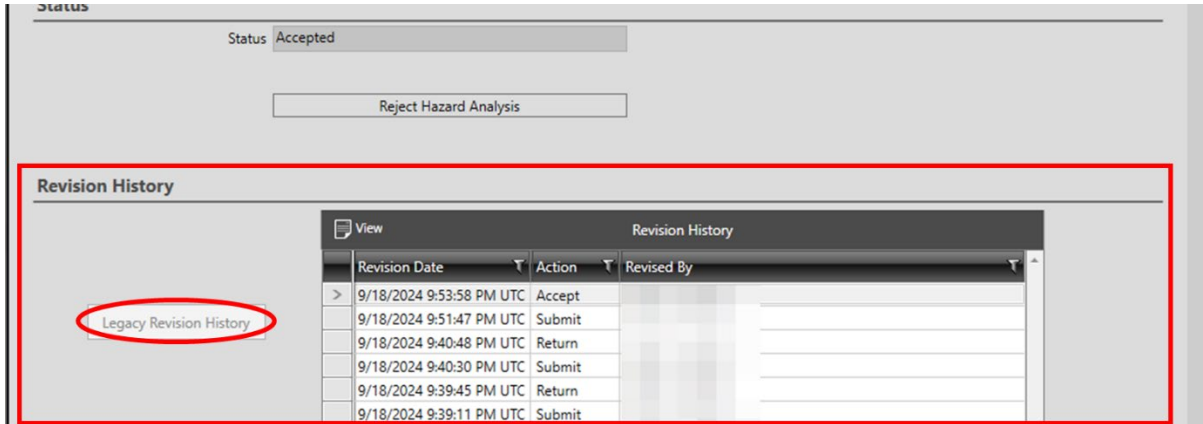 Status
Status Accepted
Reject Hazard Analysis
Revision History
View Revision History
Revision Date Action Revised By
9/18/2024 9:53:58 PM UTC Accept
Legacy Revision History
9/18/2024 9:51:47 PM UTC Submit
9/18/2024 9:40:48 PM UTC Return
9/18/2024 9:40:30 PM UTC Submit
9/18/2024 9:39:45 PM UTC Return
9/18/2024 9:39:11 PM UTC Submit